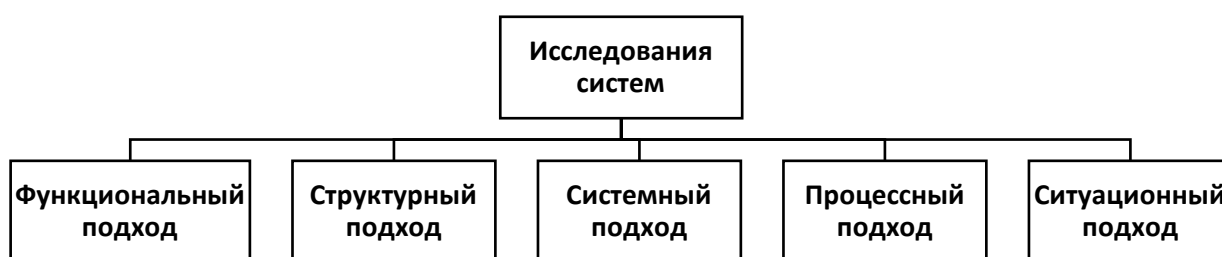 Исследования
систем
Функциональный
подход
Структурный
подход
Системный
подход
Процессный
подход
Ситуационный
подход